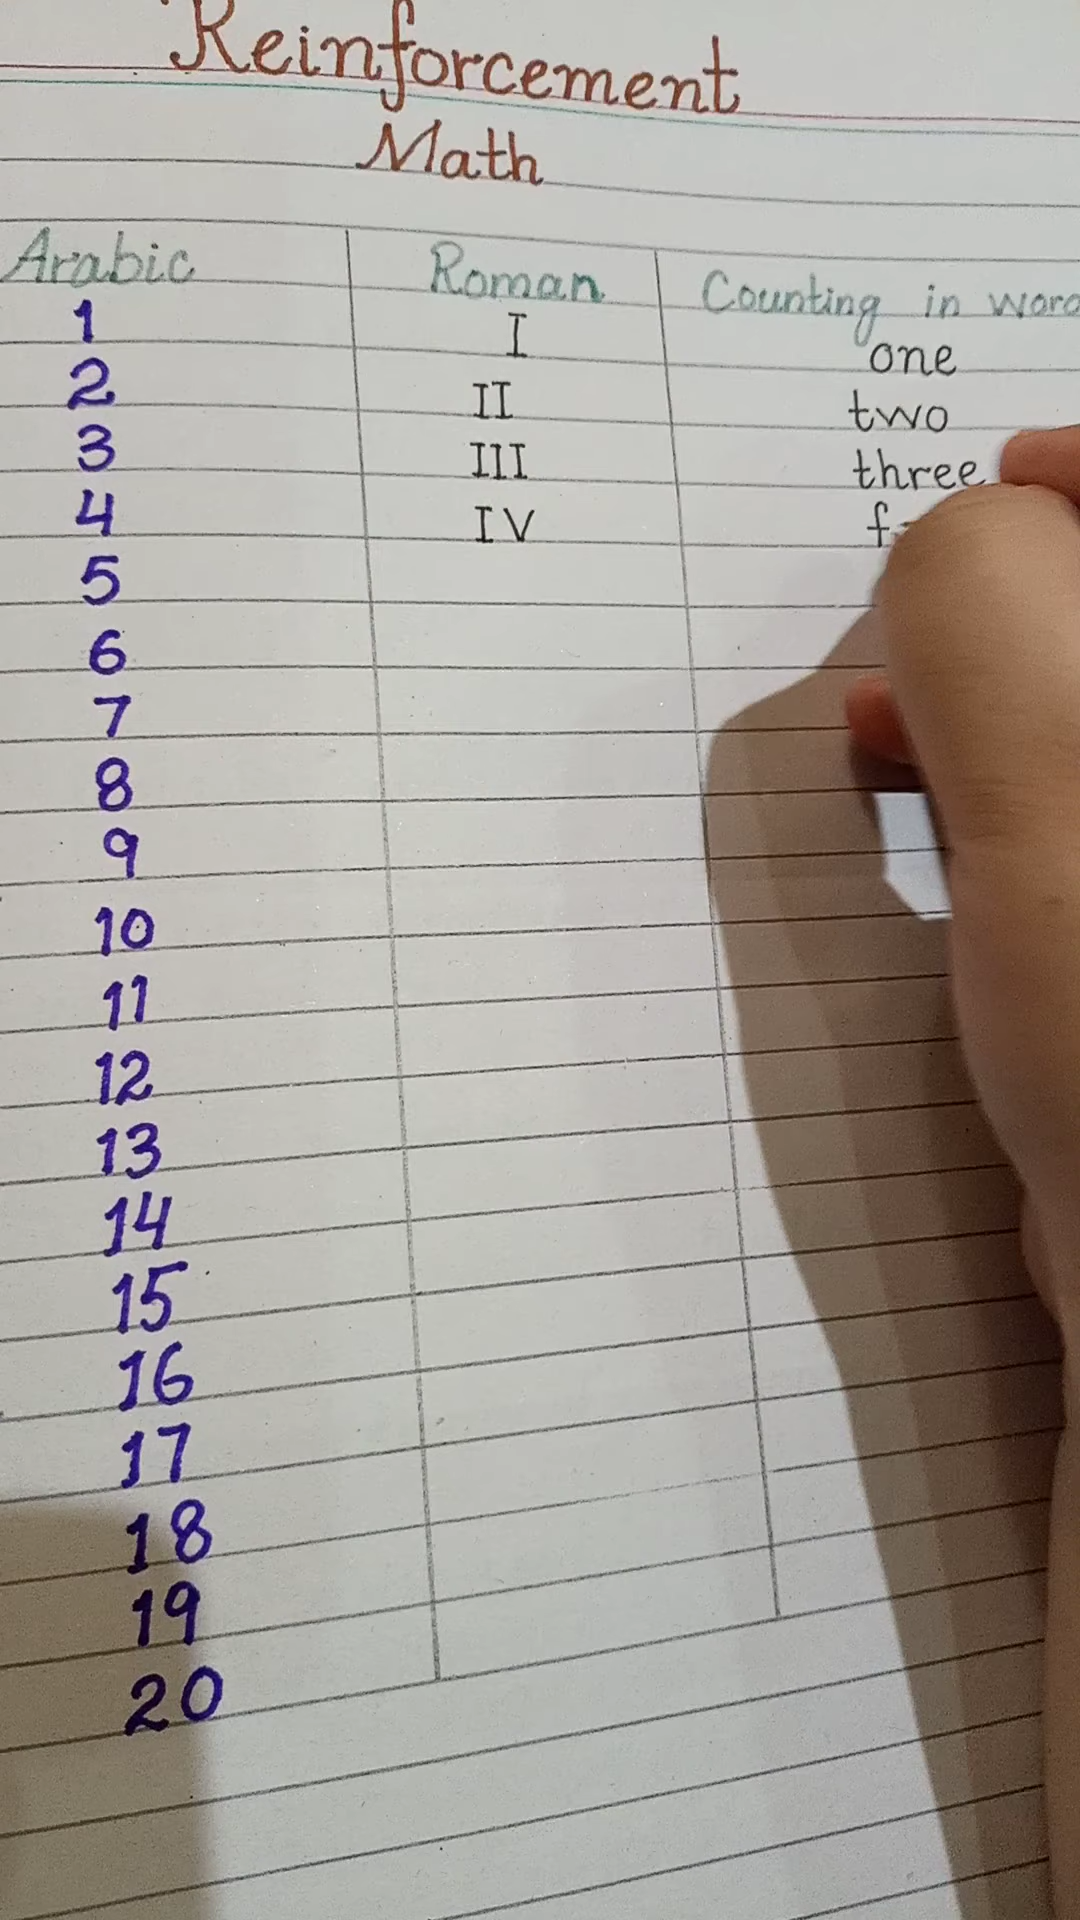 Reinforcement
Math
Arabic Roman Counting in
1 I one
2 II two
3 III three
4 IV
5
6
7
8
9
10
11
12
13
14
15
16
17
18
19
20